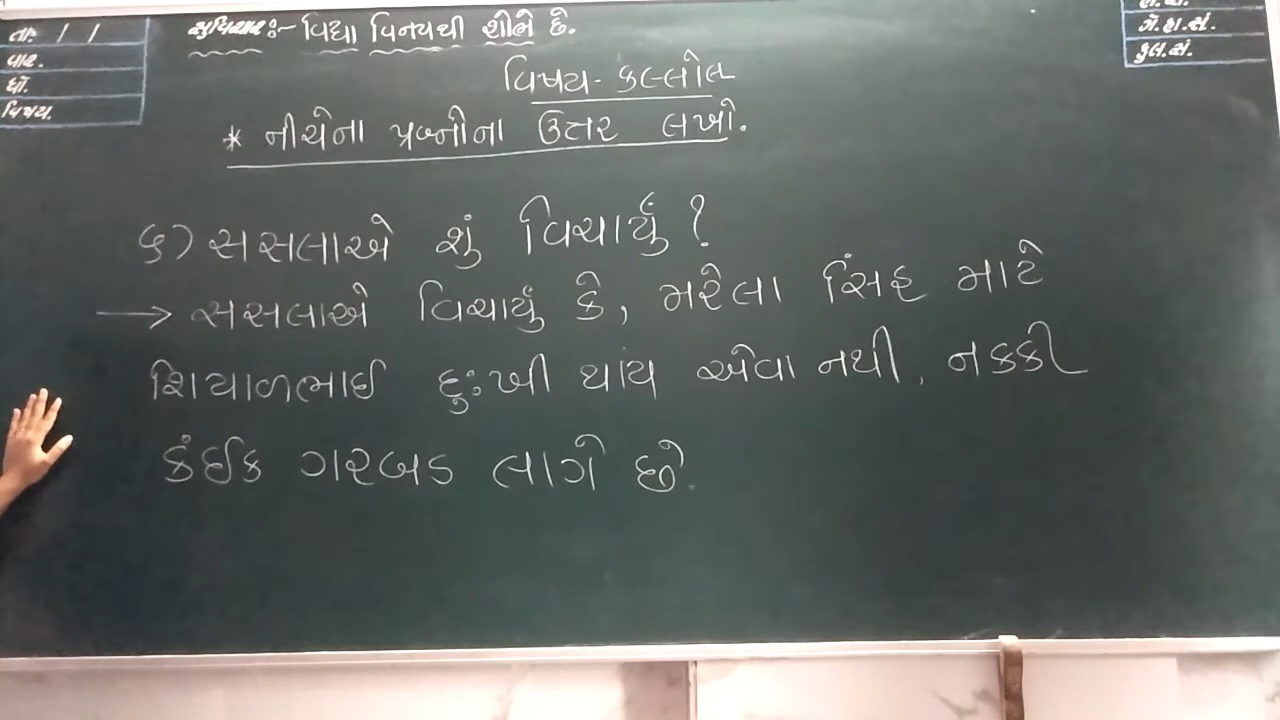 તા. / /
વાર.
ધો.
વિષય.
સુવિચાર :- વિદ્યા વિનયથી શોભે છે.
ગે.હા.સં.
કુલ.સં.
વિષય - કલ્લોલ
* નીચેના પ્રશ્નોના ઉત્તર લખો.
૬) સસલાએ શું વિચાર્યું ?
→ સસલાએ વિચાર્યું કે, મરેલા સિંહ માટે
શિયાળભાઈ દુઃખી થાય એવા નથી. નક્કી
કંઈક ગરબડ લાગે છે.